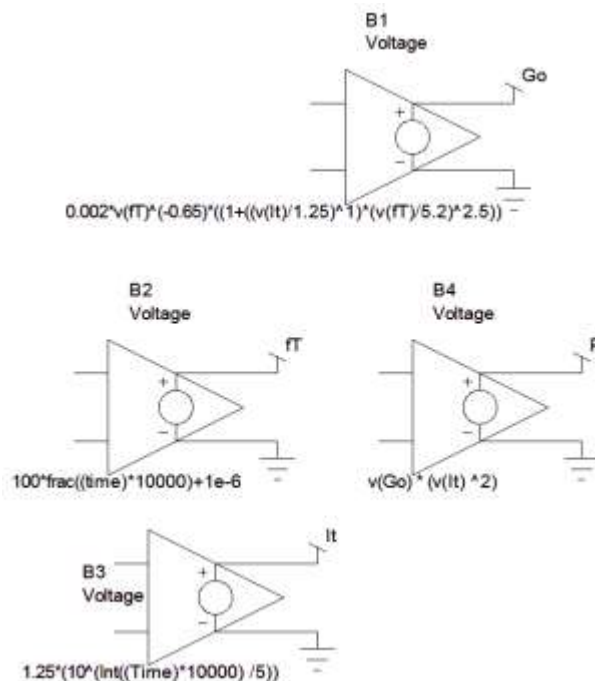 B1
Voltage
Go
+
−
0.002*v(fT)^(-0.65)*((1+((v(It)/1.25)^1)*(v(fT)/5.2)^2.5))
B2
Voltage
fT
+
−
100*frac((time)*10000)+1e-6
B4
Voltage
P
+
−
v(Go) * (v(It) ^2)
It
B3
Voltage
+
−
1.25*(10^(Int((Time)*10000) /5))